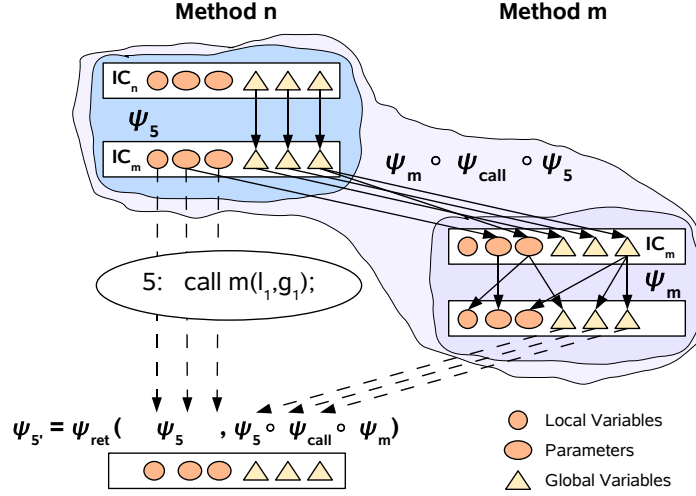 Method n
Method m
IC_n
ψ_5
IC_m
ψ_m ∘ ψ_call ∘ ψ_5
IC_m
ψ_m
5: call m(l_1,g_1);
ψ_5' = ψ_ret( ψ_5 , ψ_5 ∘ ψ_call ∘ ψ_m)
Local Variables
Parameters
Global Variables